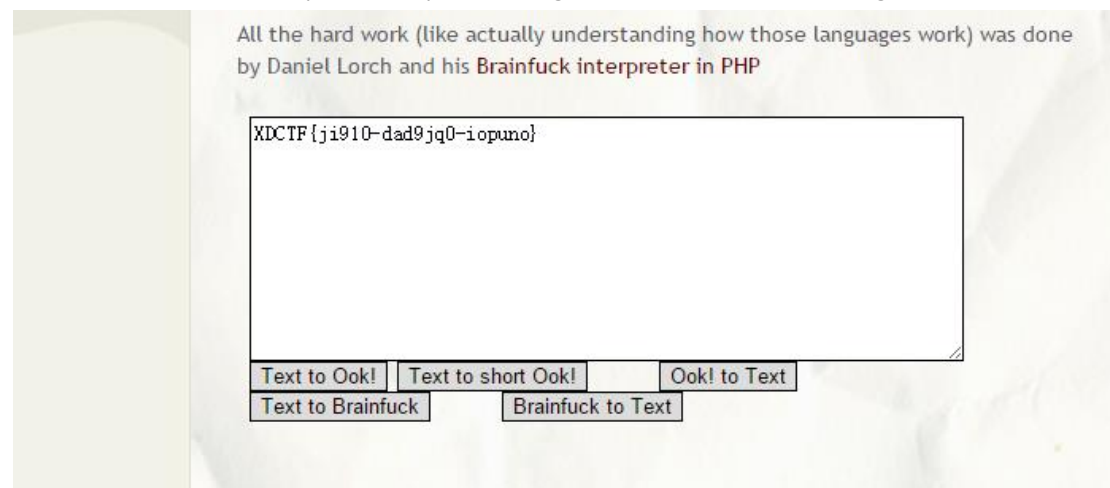 All the hard work (like actually understanding how those languages work) was done
by Daniel Lorch and his Brainfuck interpreter in PHP
XDCTF{ji910-dad9jq0-iopuno}
Text to Ook! Text to short Ook! Ook! to Text
Text to Brainfuck Brainfuck to Text